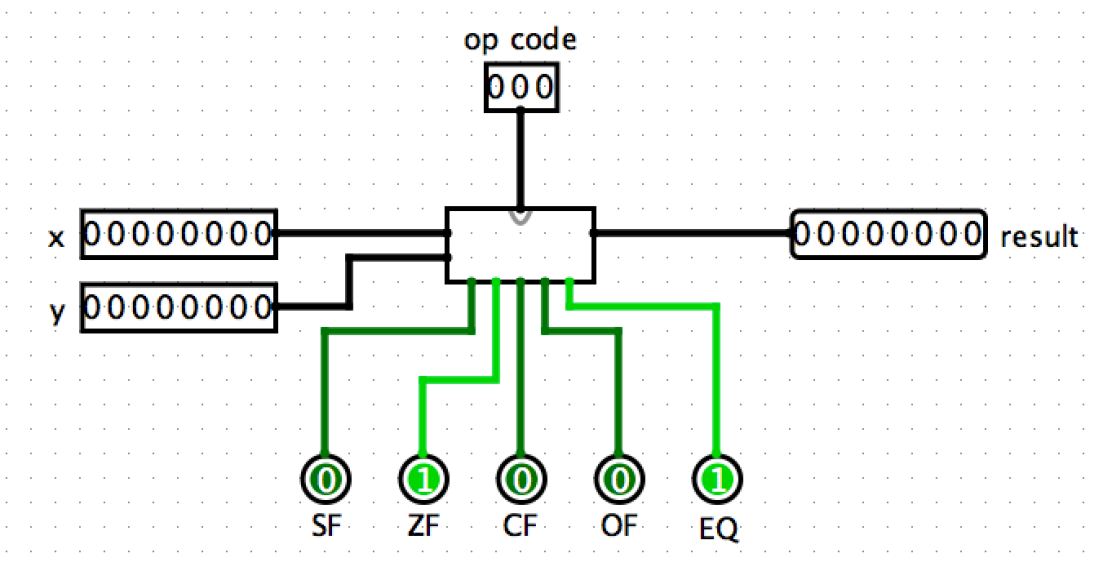 op code
000
x 00000000
00000000 result
y 00000000
0 1 0 0 1
SF ZF CF OF EQ